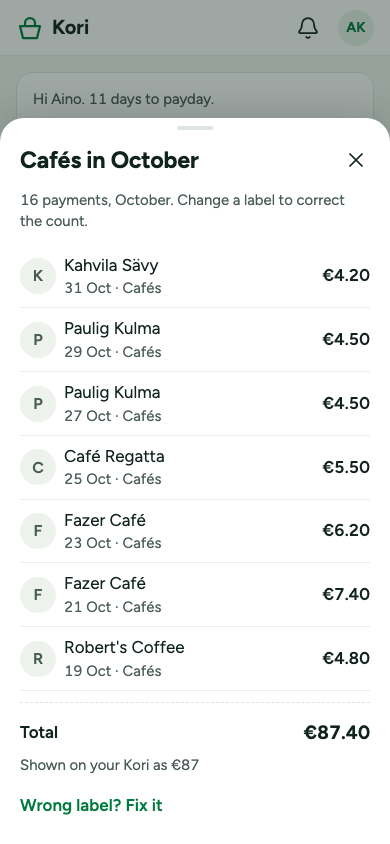 Kori
AK
Hi Aino. 11 days to payday.
Cafés in October
16 payments, October. Change a label to correct
the count.
K
Kahvila Sävy
€4.20
31 Oct · Cafés
P
Paulig Kulma
€4.50
29 Oct · Cafés
P
Paulig Kulma
€4.50
27 Oct · Cafés
C
Café Regatta
€5.50
25 Oct · Cafés
F
Fazer Café
€6.20
23 Oct · Cafés
F
Fazer Café
€7.40
21 Oct · Cafés
R
Robert's Coffee
€4.80
19 Oct · Cafés
Total
€87.40
Shown on your Kori as €87
Wrong label? Fix it